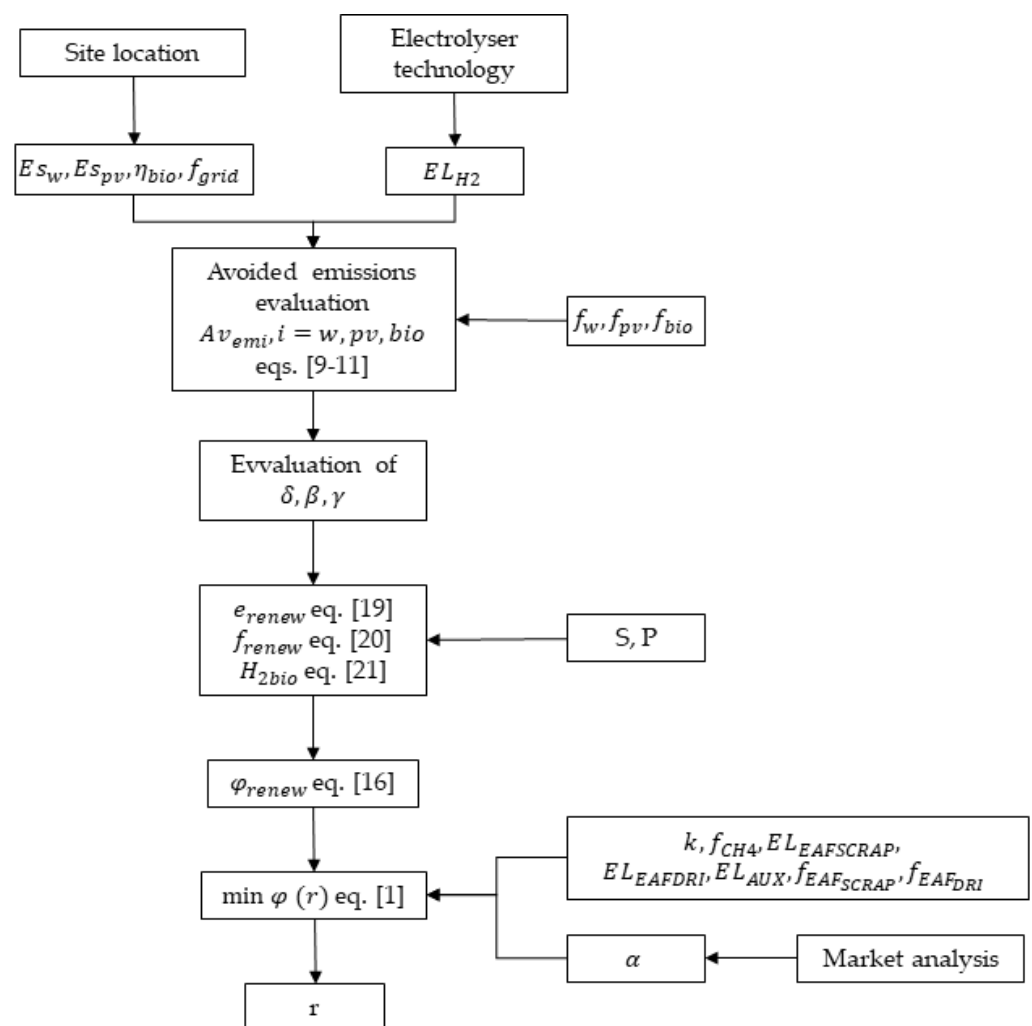 Site location
Electrolyser
technology
Es_w, Es_pv, η_bio, f_grid
EL_H2
Avoided emissions
evaluation
Av_emi, i = w, pv, bio
eqs. [9-11]
f_w, f_pv, f_bio
Evvaluation of
δ, β, γ
e_renew eq. [19]
f_renew eq. [20]
H_2bio eq. [21]
S, P
φ_renew eq. [16]
k, f_CH4, EL_EAFSCRAP,
EL_EAFDRI, EL_AUX, f_EAF_SCRAP, f_EAF_DRI
min φ (r) eq. [1]
α
Market analysis
r